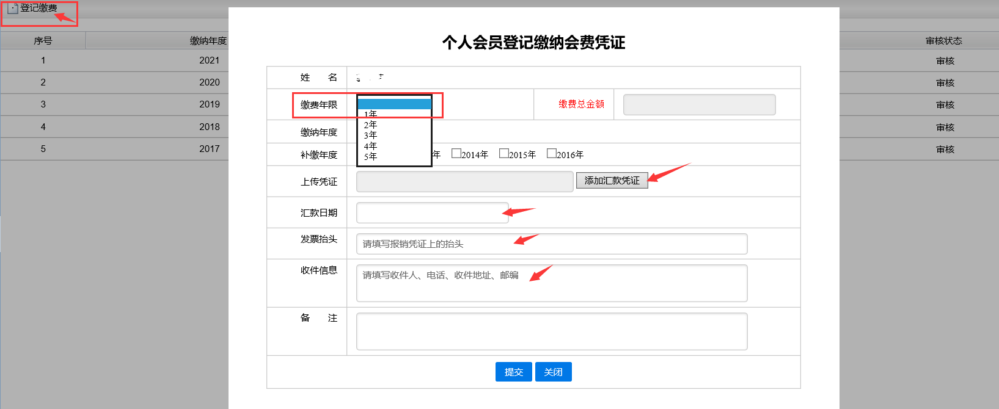 登记缴费
序号 缴纳年度 审核状态
1 2021 审核
2 2020 审核
3 2019 审核
4 2018 审核
5 2017 审核
个人会员登记缴纳会费凭证
姓 名
缴费年限 缴费总金额
1年
2年
3年
4年
5年
缴纳年度
补缴年度 年 2014年 2015年 2016年
上传凭证 添加汇款凭证
汇款日期
发票抬头 请填写报销凭证上的抬头
收件信息 请填写收件人、电话、收件地址、邮编
备 注
提交 关闭